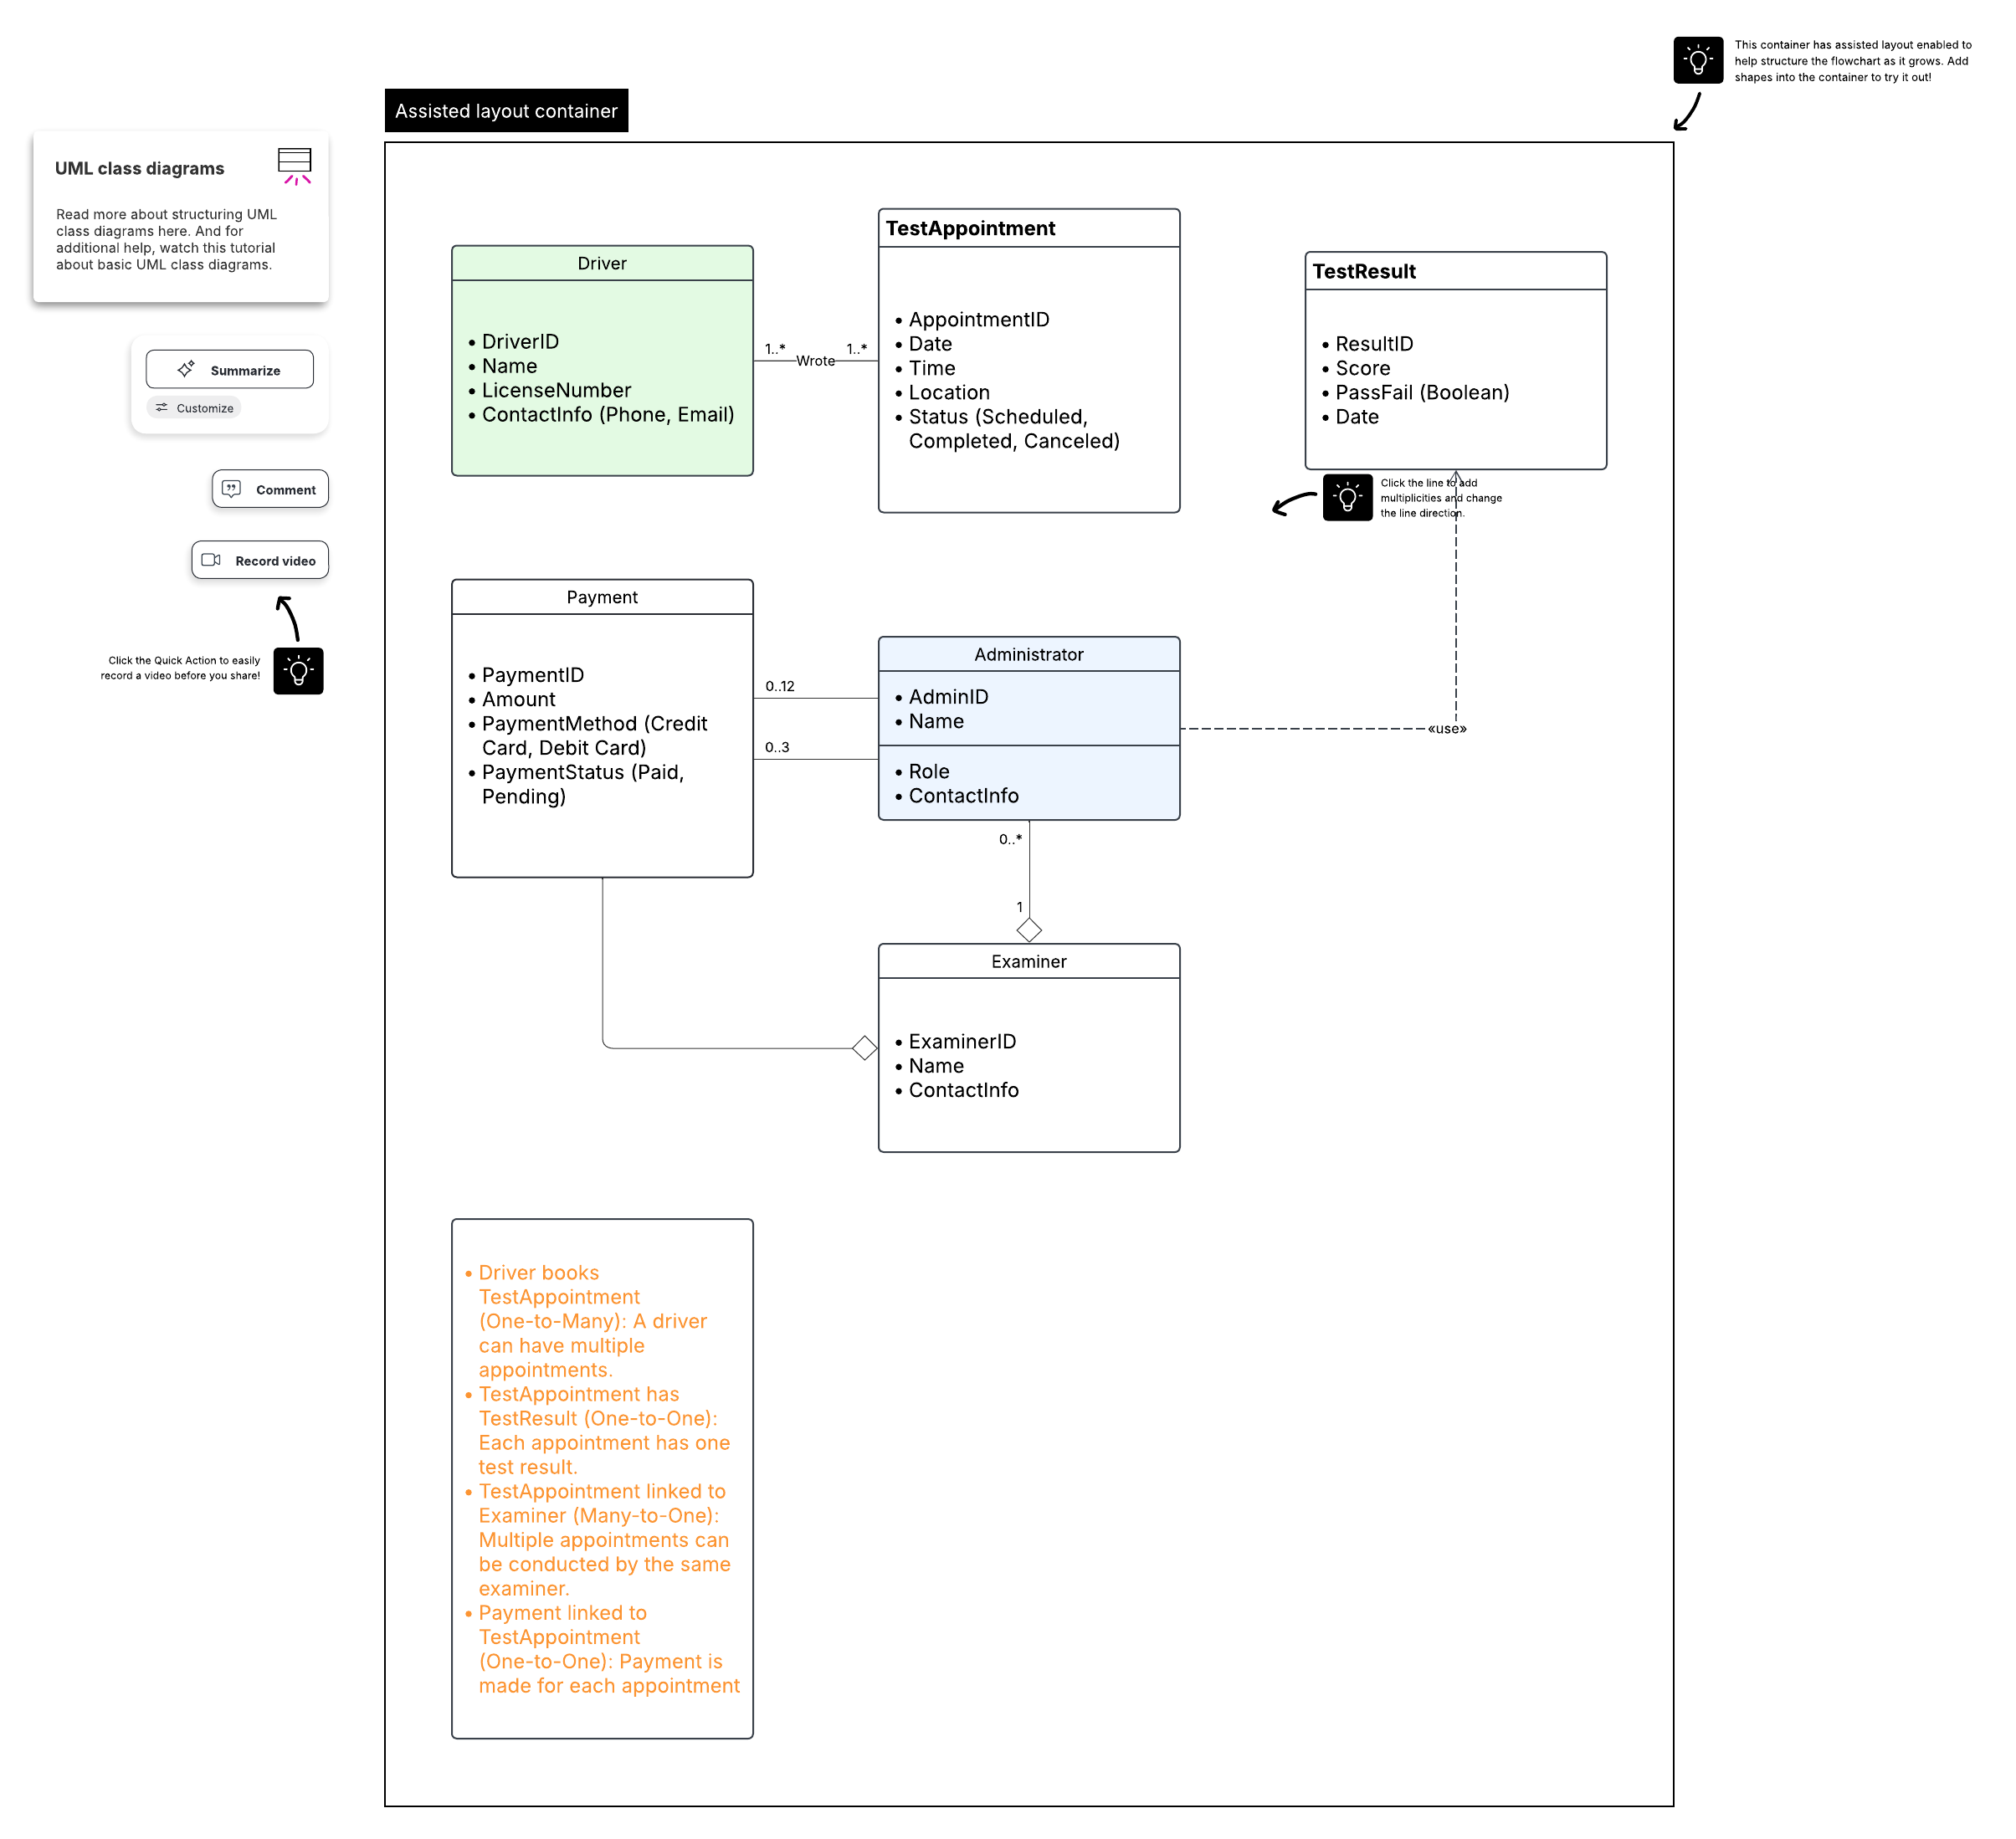 This container has assisted layout enabled to
help structure the flowchart as it grows. Add
shapes into the container to try it out!
Assisted layout container
UML class diagrams
Read more about structuring UML
class diagrams here. And for
additional help, watch this tutorial
about basic UML class diagrams.
Summarize
Customize
Comment
Record video
Click the Quick Action to easily
record a video before you share!
Driver
• DriverID
• Name
• LicenseNumber
• ContactInfo (Phone, Email)
1..* Wrote 1..*
TestAppointment
• AppointmentID
• Date
• Time
• Location
• Status (Scheduled,
Completed, Canceled)
TestResult
• ResultID
• Score
• PassFail (Boolean)
• Date
Click the line to add
multiplicities and change
the line direction.
Payment
• PaymentID
• Amount
• PaymentMethod (Credit
Card, Debit Card)
• PaymentStatus (Paid,
Pending)
0..12
0..3
Administrator
• AdminID
• Name
• Role
• ContactInfo
«use»
0..*
1
Examiner
• ExaminerID
• Name
• ContactInfo
• Driver books
TestAppointment
(One-to-Many): A driver
can have multiple
appointments.
• TestAppointment has
TestResult (One-to-One):
Each appointment has one
test result.
• TestAppointment linked to
Examiner (Many-to-One):
Multiple appointments can
be conducted by the same
examiner.
• Payment linked to
TestAppointment
(One-to-One): Payment is
made for each appointment